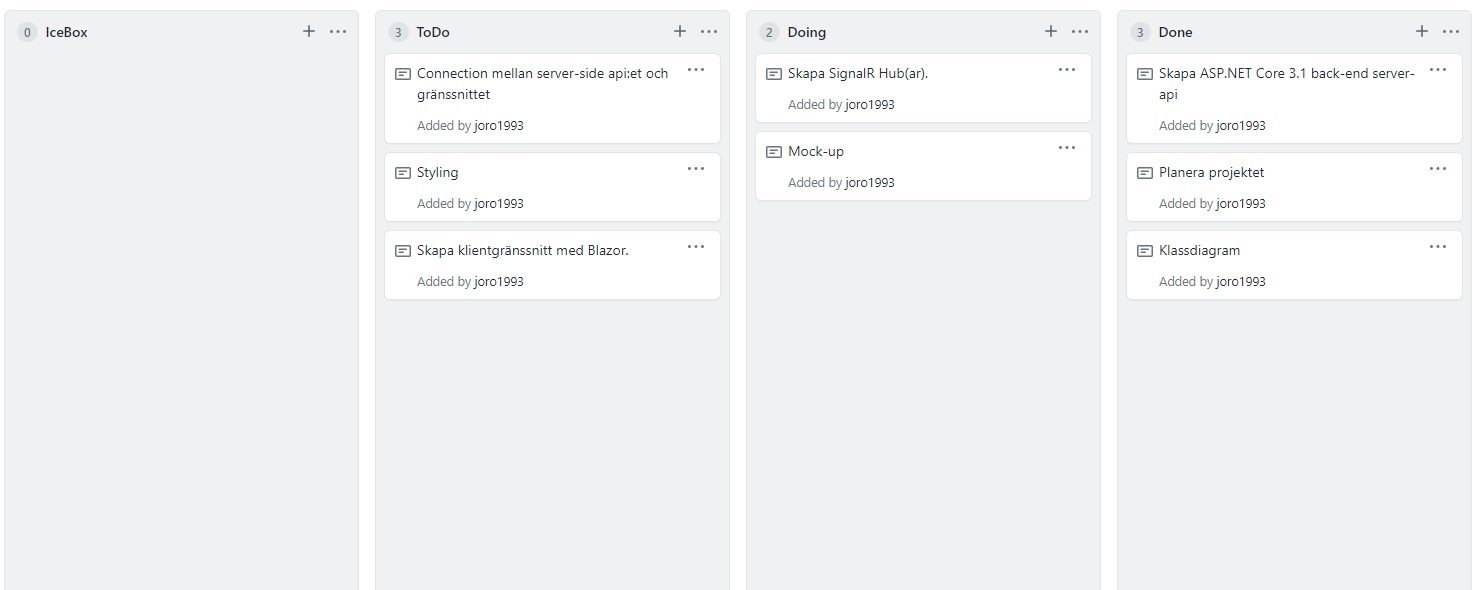 0 IceBox
3 ToDo
Connection mellan server-side api:et och
gränssnittet
Added by joro1993
Styling
Added by joro1993
Skapa klientgränssnitt med Blazor.
Added by joro1993
2 Doing
Skapa SignalR Hub(ar).
Added by joro1993
Mock-up
Added by joro1993
3 Done
Skapa ASP.NET Core 3.1 back-end server-
api
Added by joro1993
Planera projektet
Added by joro1993
Klassdiagram
Added by joro1993